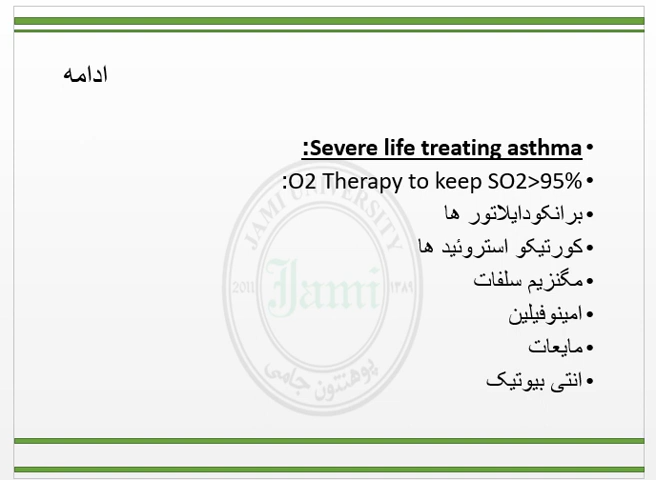 ادامه
Severe life treating asthma:
O2 Therapy to keep SO2>95%:
برانکودایلاتور ها
کورتیکو استروئید ها
مگنزیم سلفات
امینوفیلین
مایعات
انتی بیوتیک
JAMI UNIVERSITY
2011 Jami ۱۳۸۹
پوهنتون جامی